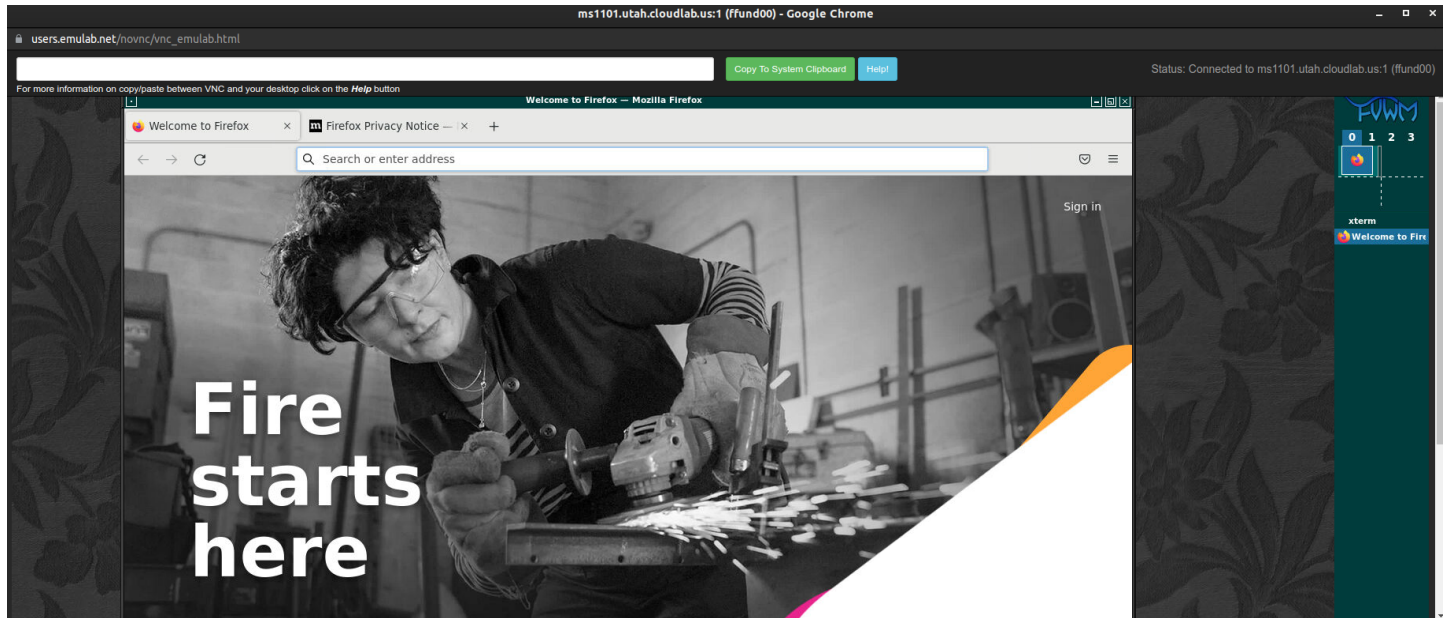 ms1101.utah.cloudlab.us:1 (ffund00) - Google Chrome
users.emulab.net/novnc/vnc_emulab.html
Copy To System Clipboard
Help!
Status: Connected to ms1101.utah.cloudlab.us:1 (ffund00)
For more information on copy/paste between VNC and your desktop click on the Help button
Welcome to Firefox — Mozilla Firefox
Welcome to Firefox
Firefox Privacy Notice —
Search or enter address
FVWM
0 1 2 3
xterm
Welcome to Fire
Sign in
Fire
starts
here